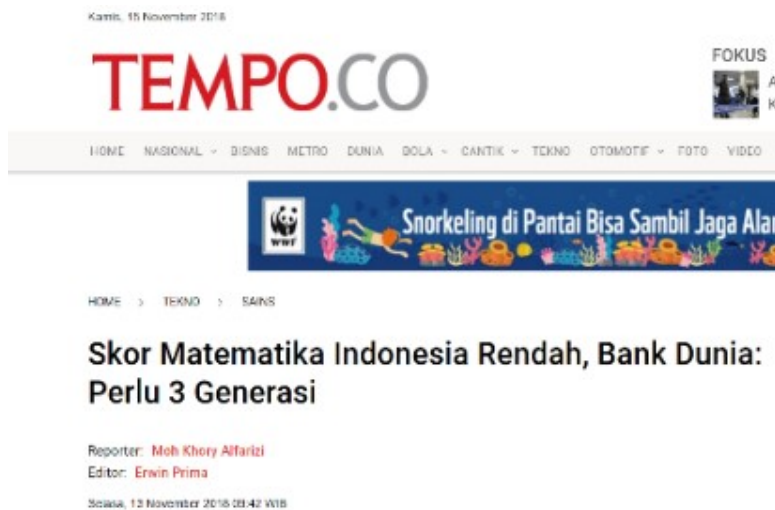 Kamis, 15 November 2018
TEMPO.CO
FOKUS
A
K
HOME NASIONAL BISNIS METRO DUNIA BOLA CANTIK TEKNO OTOMOTIF FOTO VIDEO
WWF
Snorkeling di Pantai Bisa Sambil Jaga Alam
HOME > TEKNO > SAINS
Skor Matematika Indonesia Rendah, Bank Dunia:
Perlu 3 Generasi
Reporter: Moh Khory Alfarizi
Editor: Erwin Prima
Selasa, 13 November 2018 09:42 WIB